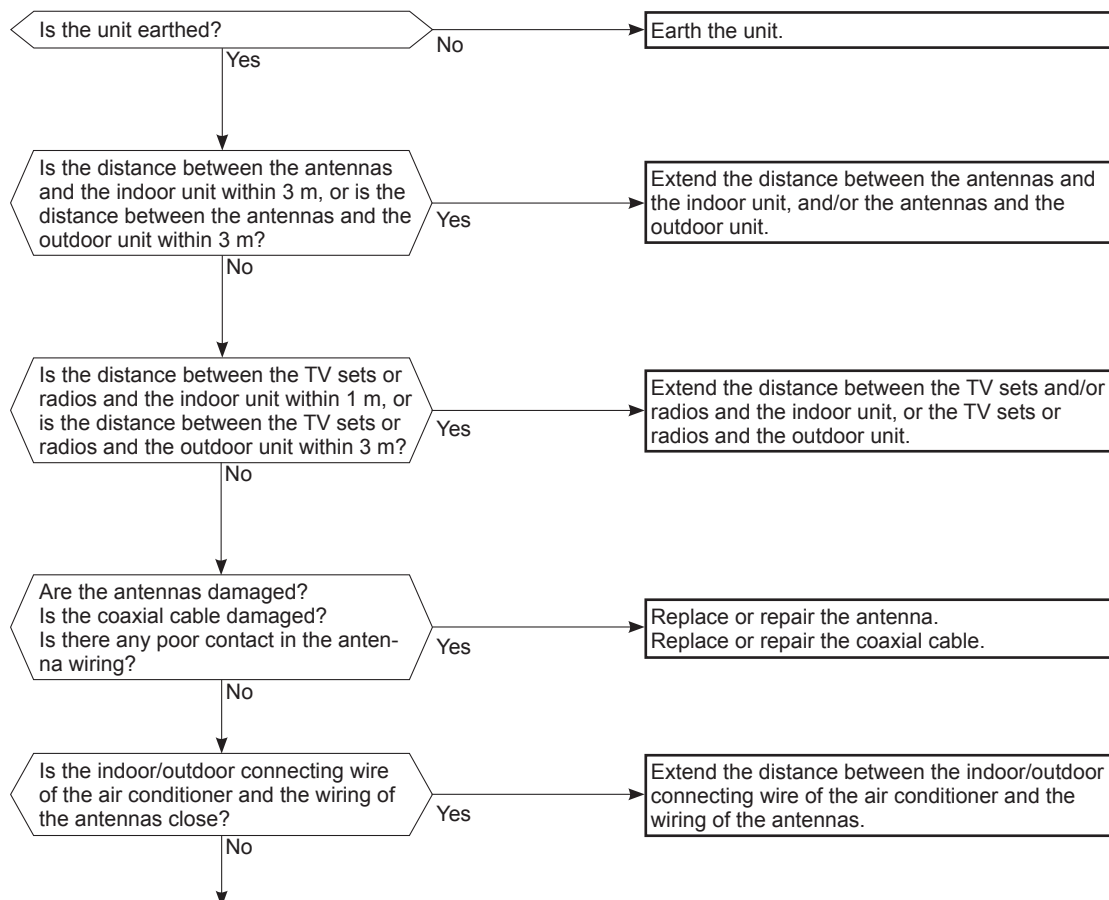 Is the unit earthed?
No
Earth the unit.
Yes
Is the distance between the antennas
and the indoor unit within 3 m, or is the
distance between the antennas and the
outdoor unit within 3 m?
Yes
Extend the distance between the antennas and
the indoor unit, and/or the antennas and the
outdoor unit.
No
Is the distance between the TV sets or
radios and the indoor unit within 1 m, or
is the distance between the TV sets or
radios and the outdoor unit within 3 m?
Yes
Extend the distance between the TV sets and/or
radios and the indoor unit, or the TV sets or
radios and the outdoor unit.
No
Are the antennas damaged?
Is the coaxial cable damaged?
Is there any poor contact in the anten-
na wiring?
Yes
Replace or repair the antenna.
Replace or repair the coaxial cable.
No
Is the indoor/outdoor connecting wire
of the air conditioner and the wiring of
the antennas close?
Yes
Extend the distance between the indoor/outdoor
connecting wire of the air conditioner and the
wiring of the antennas.
No